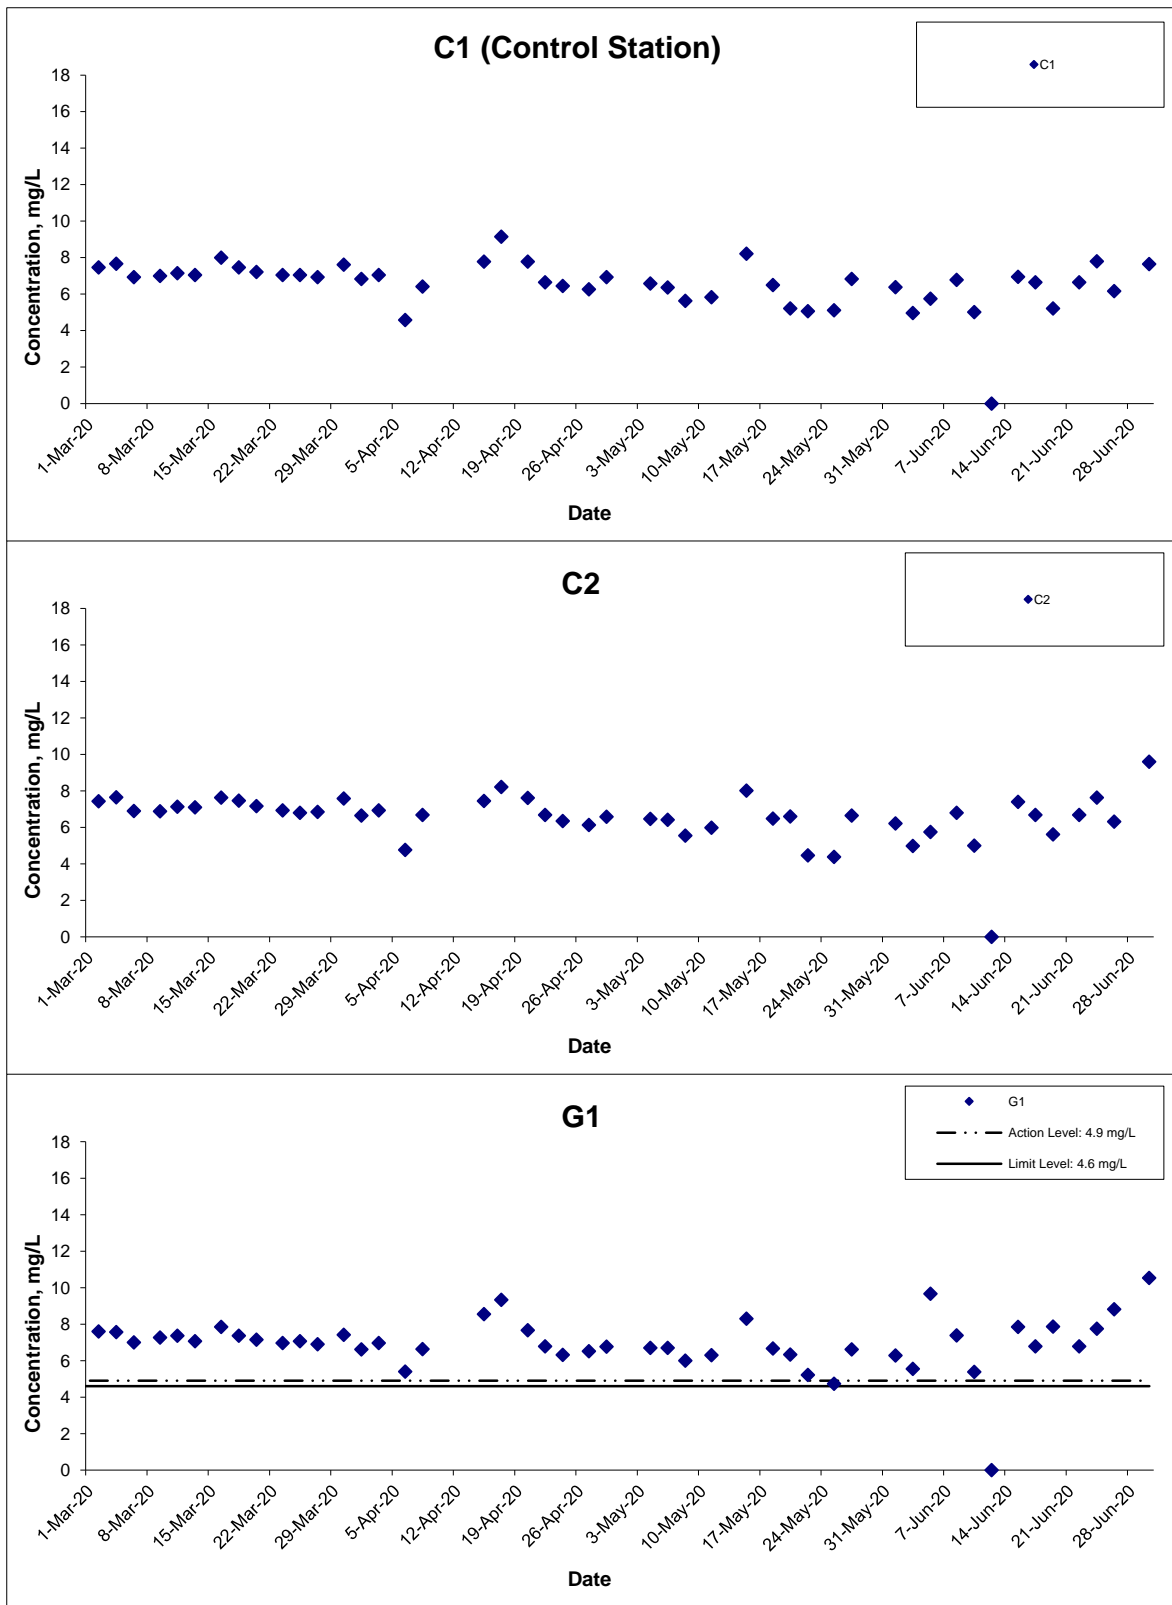 C1 (Control Station)
C1
Concentration, mg/L
18
16
14
12
10
8
6
4
2
0
1-Mar-20 8-Mar-20 15-Mar-20 22-Mar-20 29-Mar-20 5-Apr-20 12-Apr-20 19-Apr-20 26-Apr-20 3-May-20 10-May-20 17-May-20 24-May-20 31-May-20 7-Jun-20 14-Jun-20 21-Jun-20 28-Jun-20
Date
C2
C2
Concentration, mg/L
18
16
14
12
10
8
6
4
2
0
1-Mar-20 8-Mar-20 15-Mar-20 22-Mar-20 29-Mar-20 5-Apr-20 12-Apr-20 19-Apr-20 26-Apr-20 3-May-20 10-May-20 17-May-20 24-May-20 31-May-20 7-Jun-20 14-Jun-20 21-Jun-20 28-Jun-20
Date
G1
G1
Action Level: 4.9 mg/L
Limit Level: 4.6 mg/L
Concentration, mg/L
18
16
14
12
10
8
6
4
2
0
1-Mar-20 8-Mar-20 15-Mar-20 22-Mar-20 29-Mar-20 5-Apr-20 12-Apr-20 19-Apr-20 26-Apr-20 3-May-20 10-May-20 17-May-20 24-May-20 31-May-20 7-Jun-20 14-Jun-20 21-Jun-20 28-Jun-20
Date